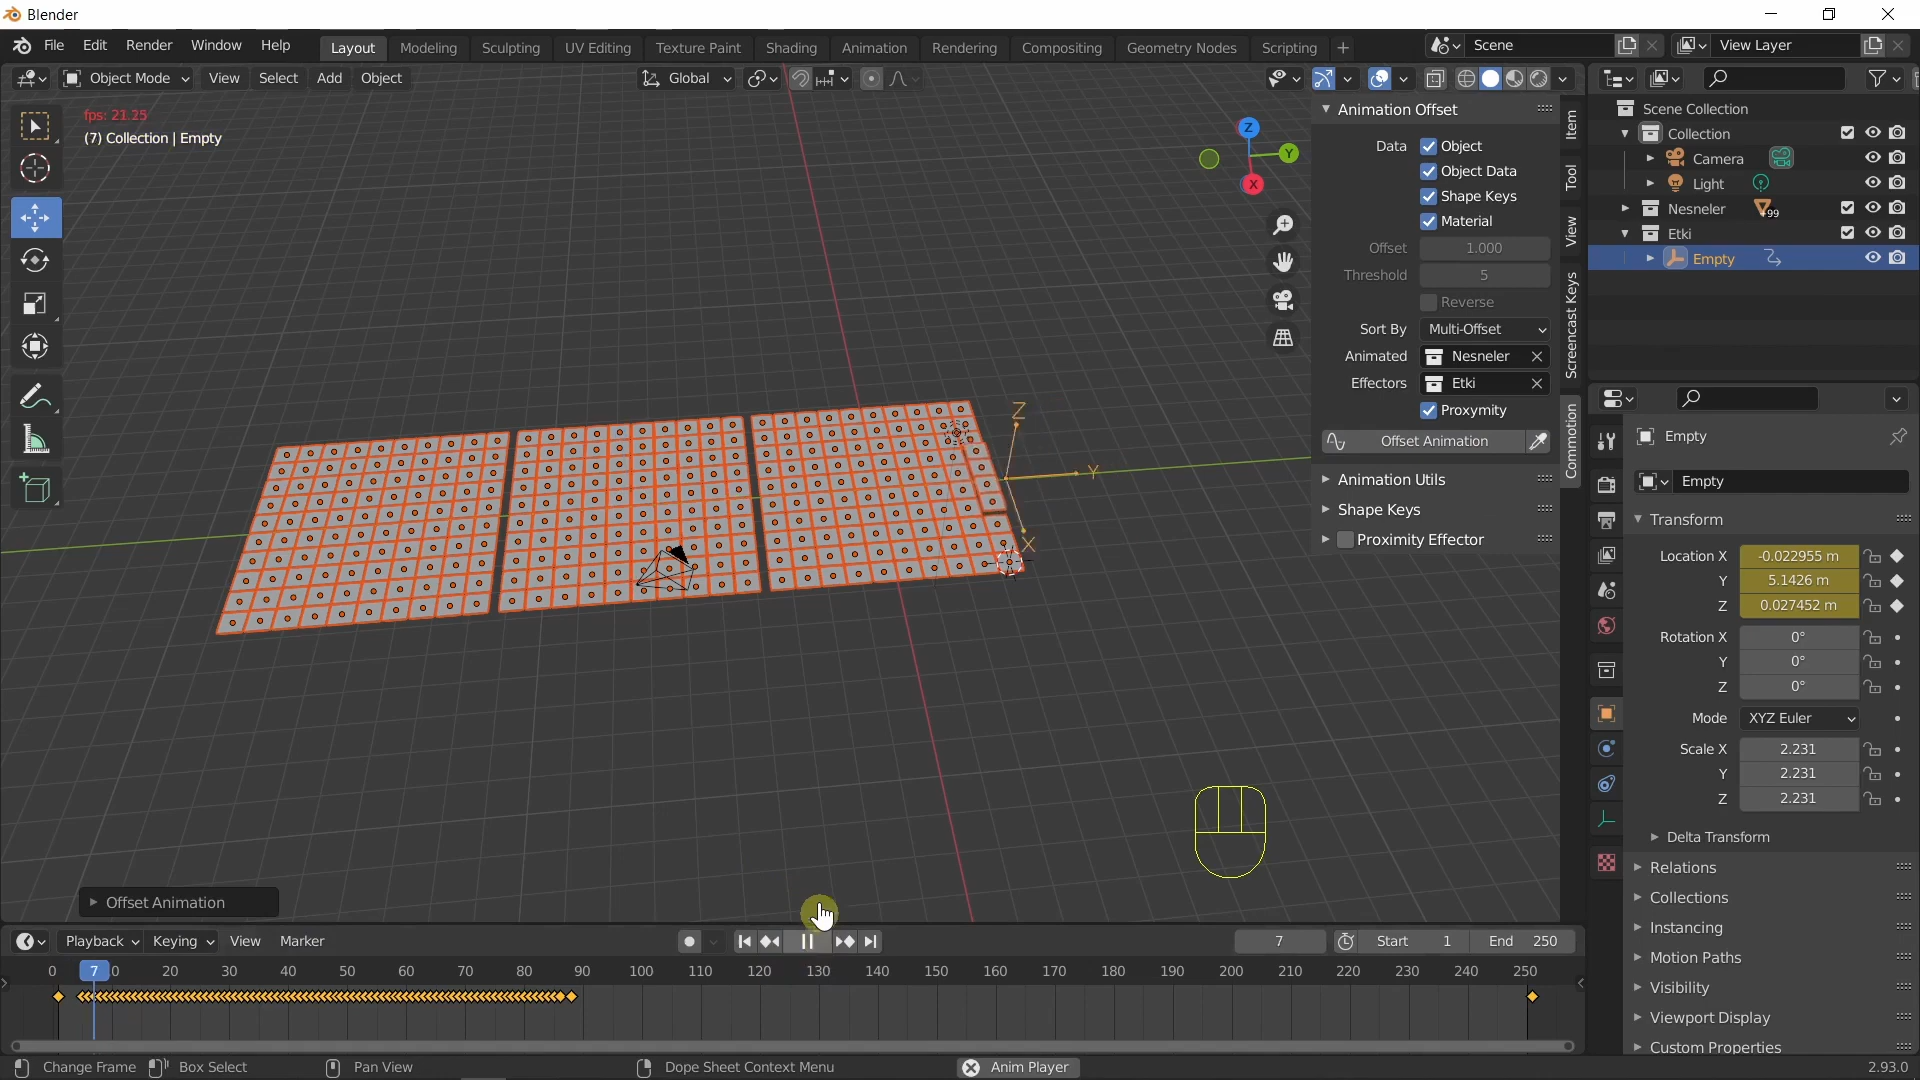 Blender
File Edit Render Window Help
Layout Modeling Sculpting UV Editing Texture Paint Shading Animation Rendering Compositing Geometry Nodes Scripting +
Scene
View Layer
Object Mode View Select Add Object
Global
fps: 21.25
(7) Collection | Empty
Z
Y
X
Z
Y
X
Animation Offset
Data Object
Object Data
Shape Keys
Material
Offset 1.000
Threshold 5
Reverse
Sort By Multi-Offset
Animated Nesneler
Effectors Etki
Proxymity
Offset Animation
Animation Utils
Shape Keys
Proximity Effector
Item
Tool
View
Screencast Keys
Commotion
Scene Collection
Collection
Camera
Light
Nesneler +99
Etki
Empty
Empty
Empty
Transform
Location X -0.022955 m
Y 5.1426 m
Z 0.027452 m
Rotation X 0°
Y 0°
Z 0°
Mode XYZ Euler
Scale X 2.231
Y 2.231
Z 2.231
Delta Transform
Relations
Collections
Instancing
Motion Paths
Visibility
Viewport Display
Custom Properties
Offset Animation
Playback Keying View Marker
7
Start 1 End 250
0 7 0 20 30 40 50 60 70 80 90 100 110 120 130 140 150 160 170 180 190 200 210 220 230 240 250
Change Frame Box Select Pan View Dope Sheet Context Menu Anim Player 2.93.0